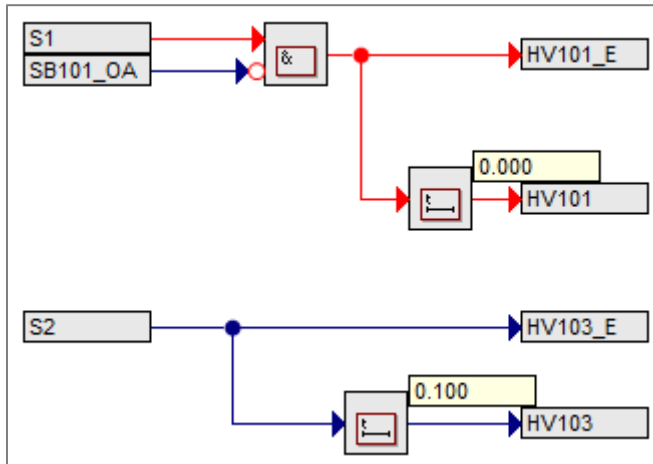 S1
SB101_OA
&
HV101_E
0.000
t
HV101
S2
HV103_E
0.100
t
HV103